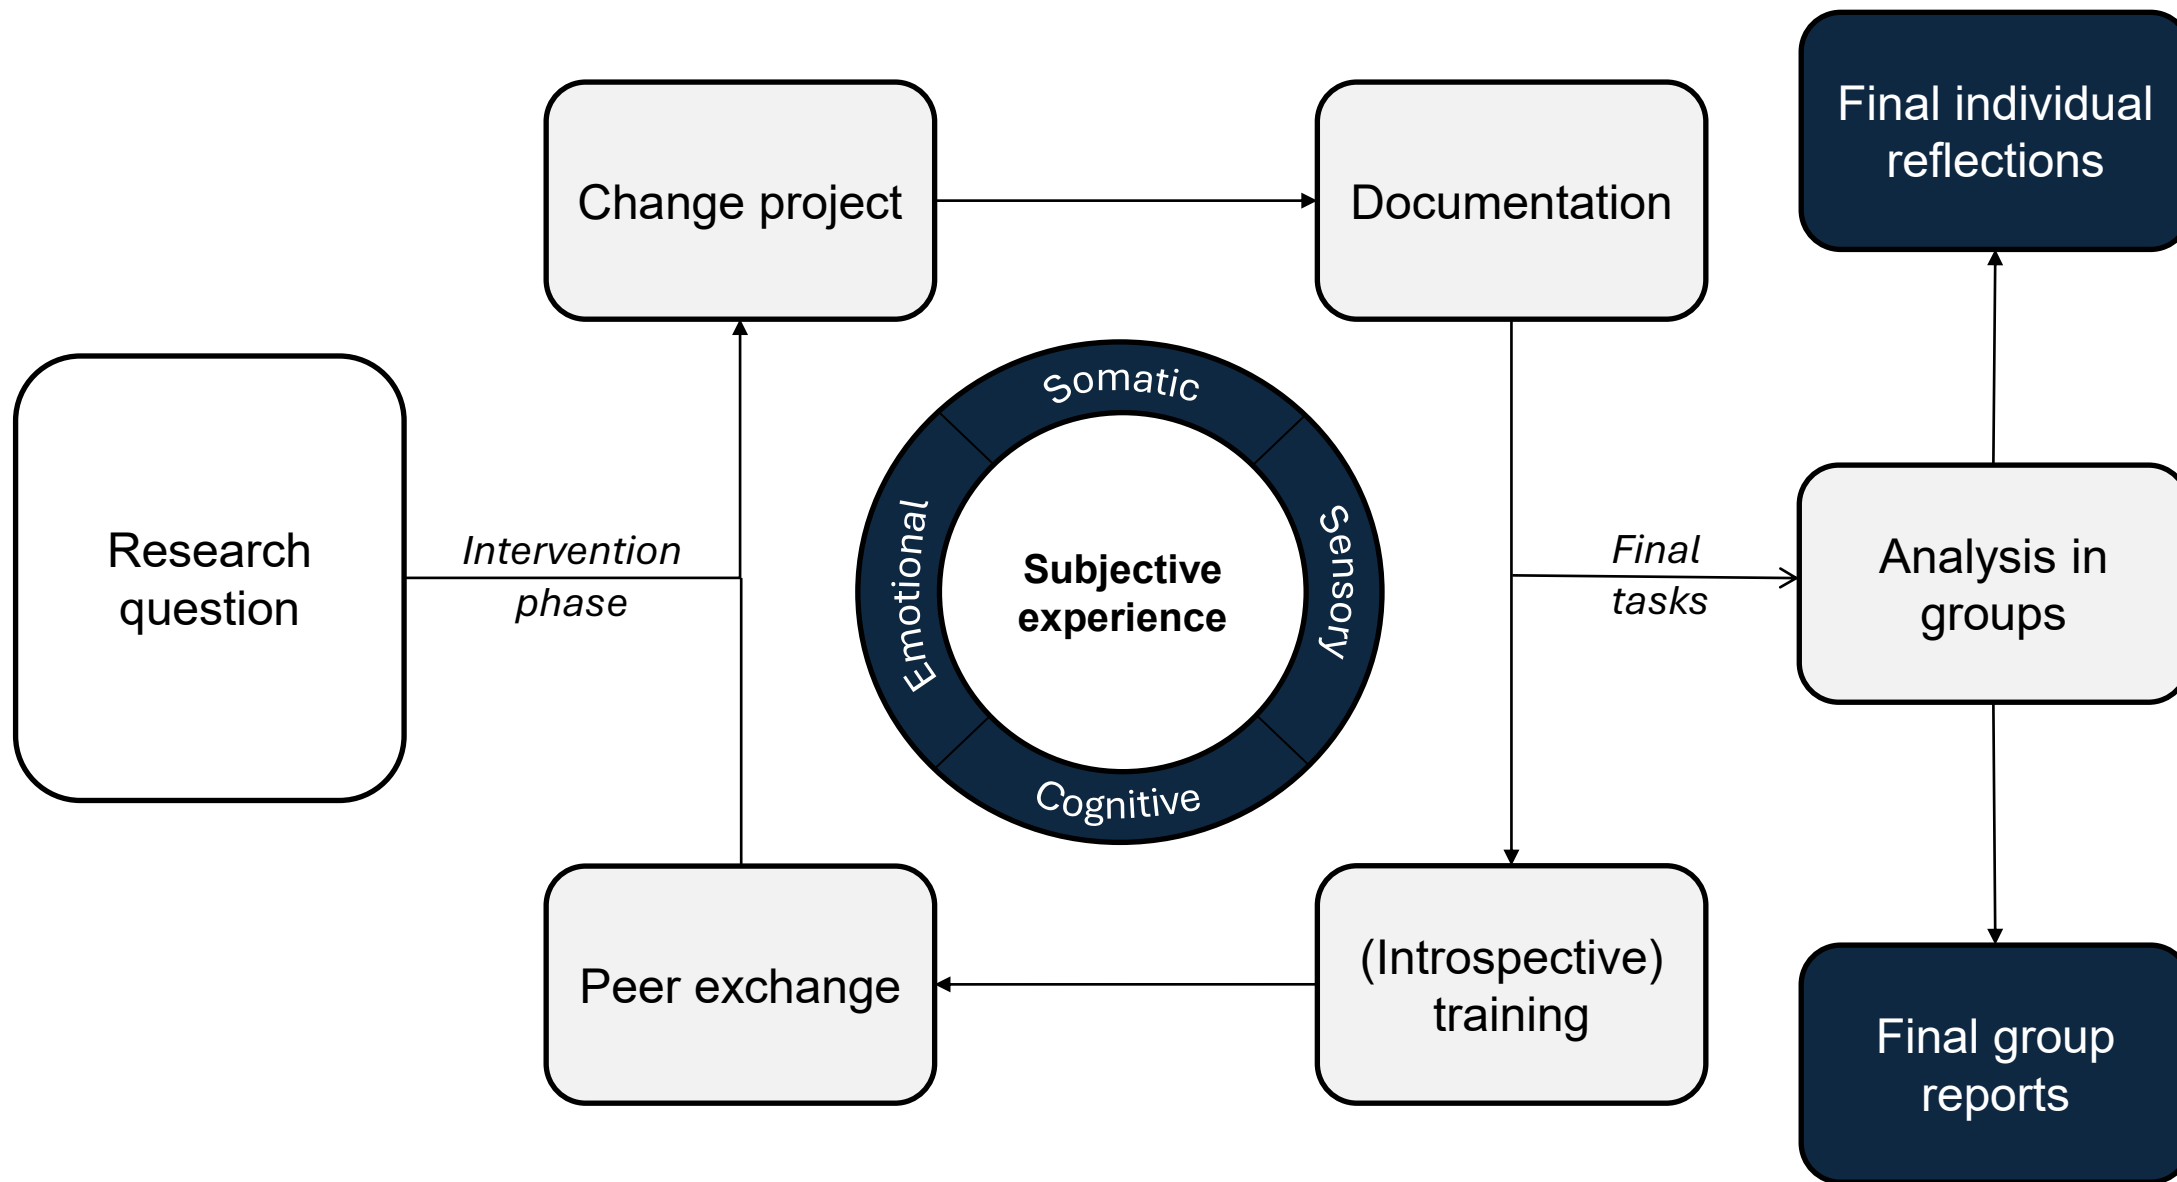 Final individual
reflections
Change project
Documentation
Somatic
Emotional
Sensory
Cognitive
Subjective
experience
Research
question
Intervention
phase
Final
tasks
Analysis in
groups
Peer exchange
(Introspective)
training
Final group
reports